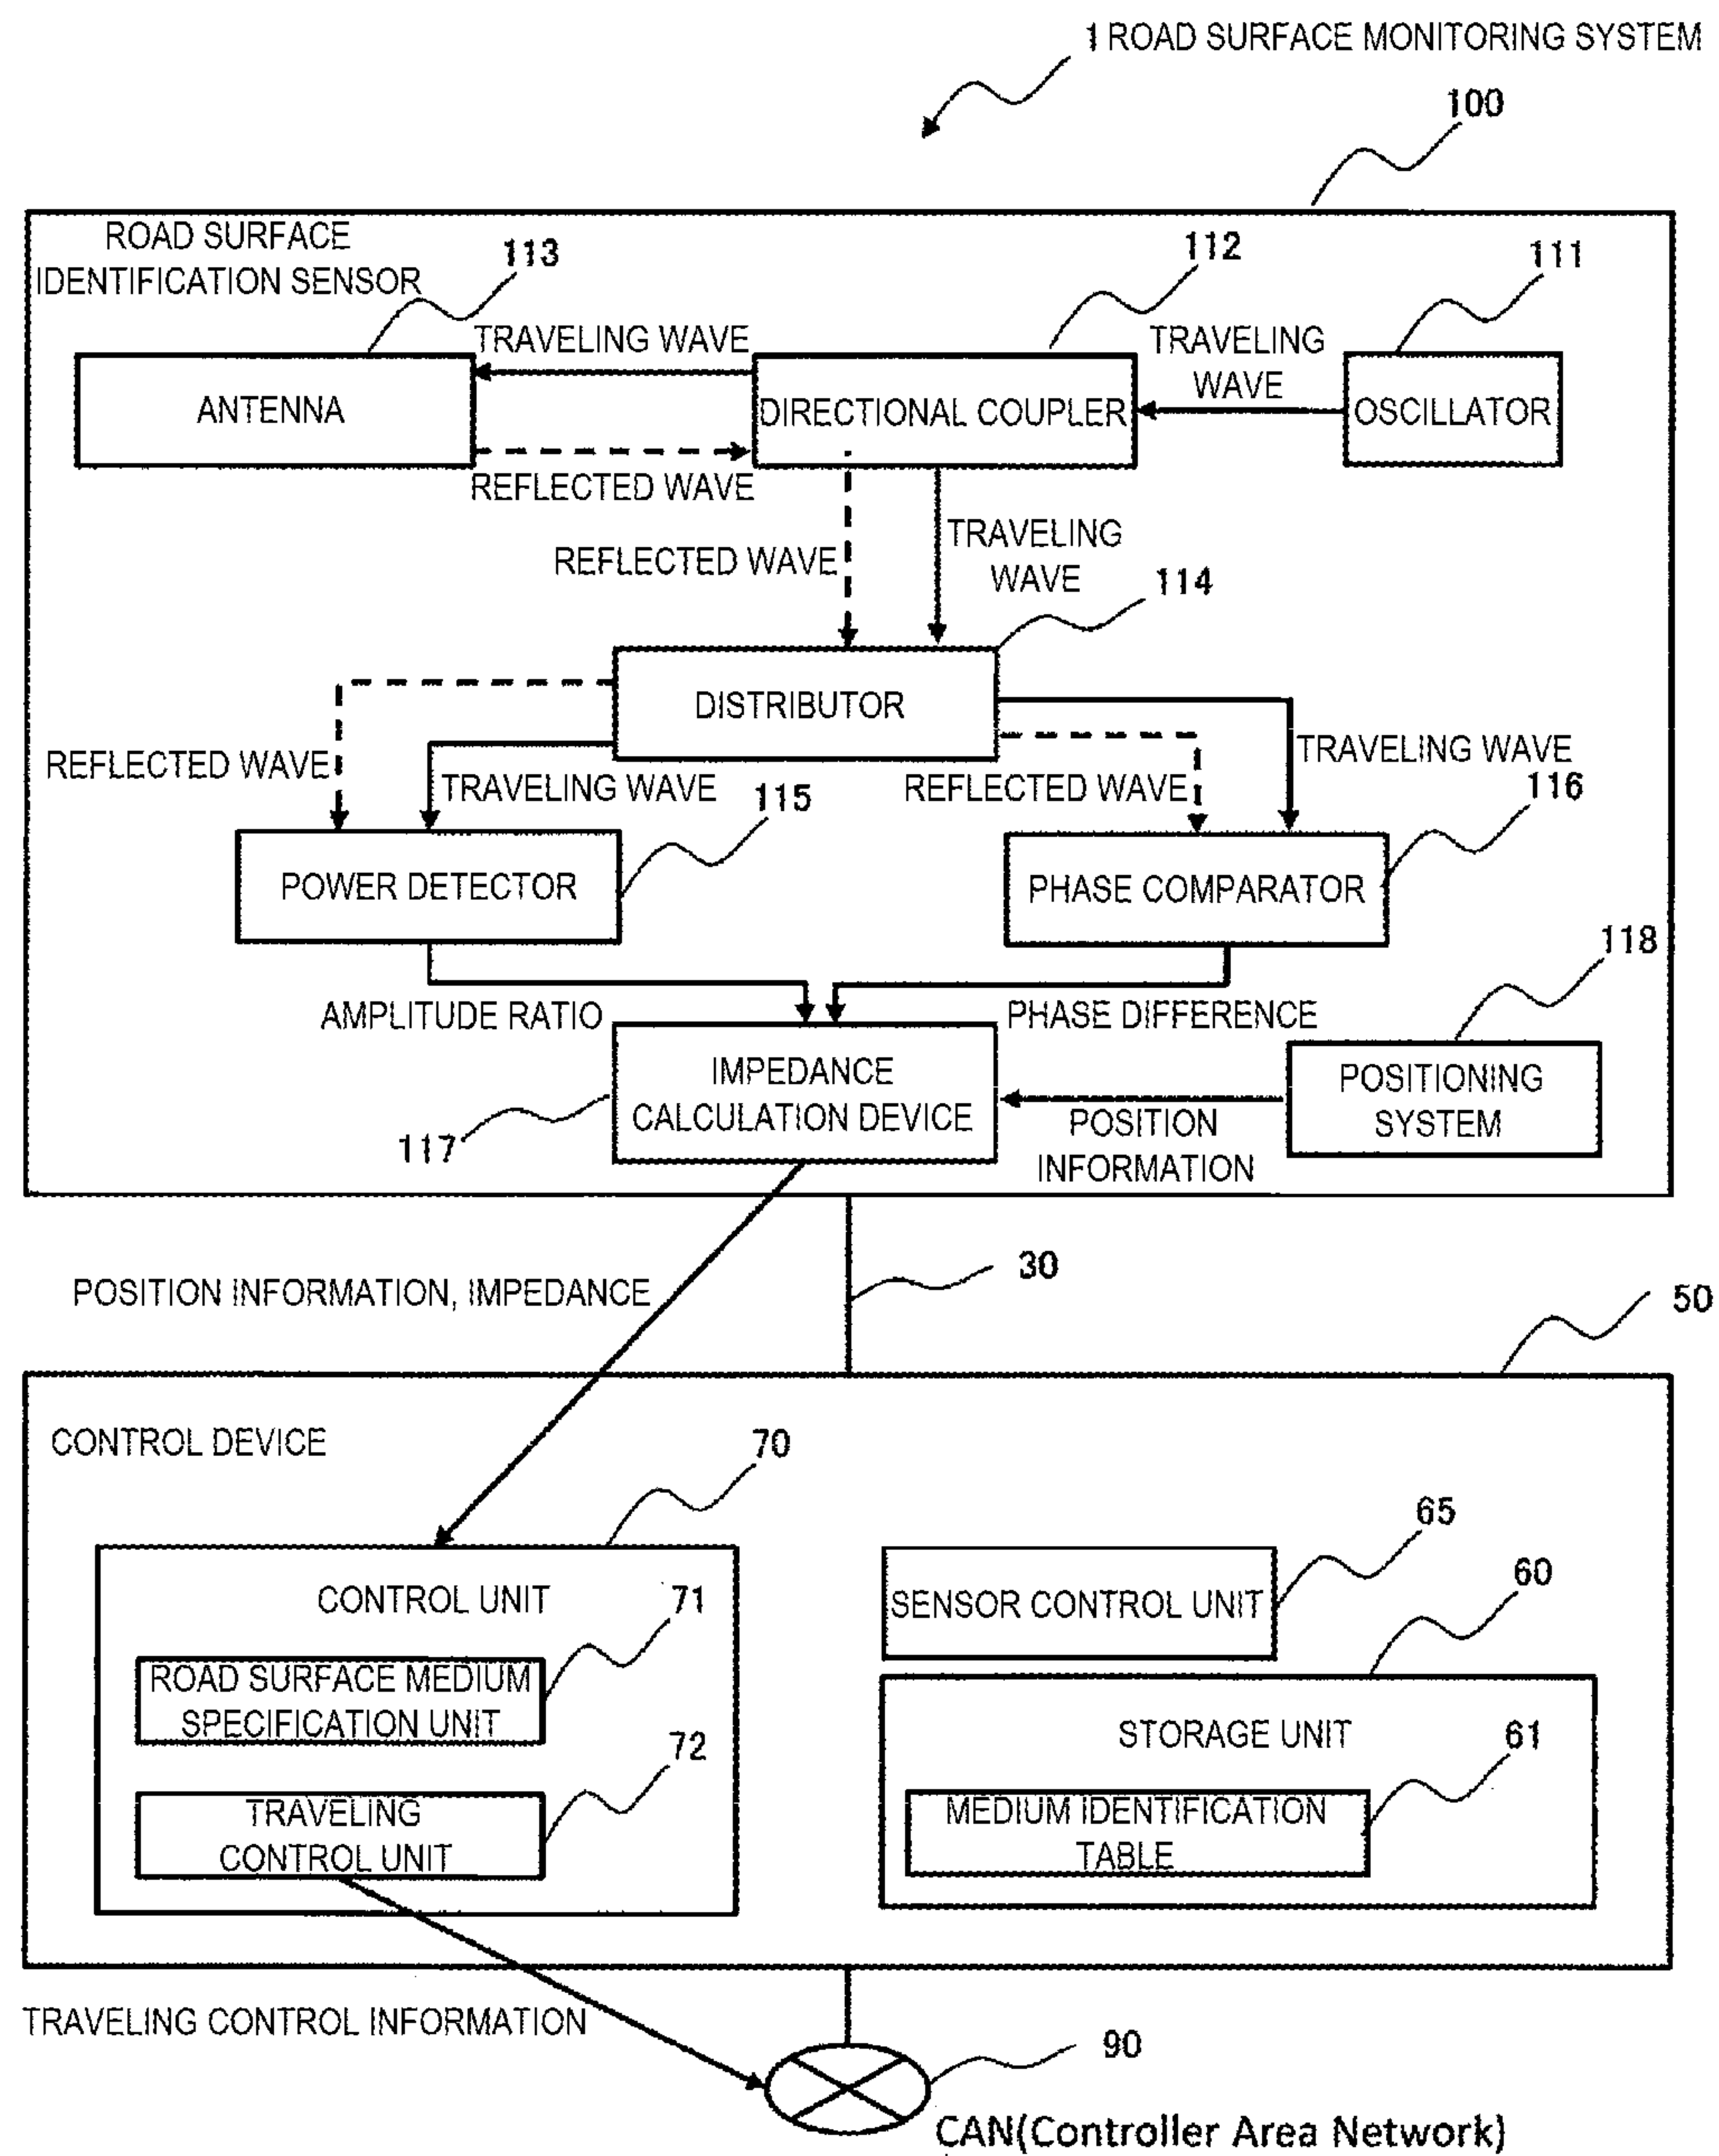 1 ROAD SURFACE MONITORING SYSTEM
100
ROAD SURFACE
IDENTIFICATION SENSOR
113
112
111
TRAVELING WAVE
TRAVELING
WAVE
ANTENNA
DIRECTIONAL COUPLER
OSCILLATOR
REFLECTED WAVE
REFLECTED WAVE
TRAVELING
WAVE
114
DISTRIBUTOR
REFLECTED WAVE
TRAVELING WAVE
REFLECTED WAVE
TRAVELING WAVE
115
116
POWER DETECTOR
PHASE COMPARATOR
118
AMPLITUDE RATIO
PHASE DIFFERENCE
IMPEDANCE
CALCULATION DEVICE
POSITIONING
SYSTEM
117
POSITION
INFORMATION
POSITION INFORMATION, IMPEDANCE
30
50
CONTROL DEVICE
70
65
CONTROL UNIT
71
SENSOR CONTROL UNIT
60
ROAD SURFACE MEDIUM
SPECIFICATION UNIT
72
STORAGE UNIT
61
TRAVELING
CONTROL UNIT
MEDIUM IDENTIFICATION
TABLE
TRAVELING CONTROL INFORMATION
90
CAN(Controller Area Network)